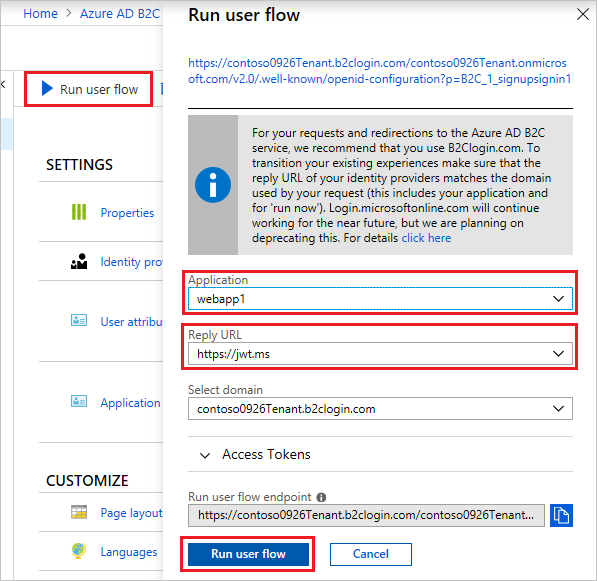 Home > Azure AD B2C
Run user flow
SETTINGS
Properties
Identity pro
User attribu
Application
CUSTOMIZE
Page layout
Languages
Run user flow
https://contoso0926Tenant.b2clogin.com/contoso0926Tenant.onmicros
oft.com/v2.0/.well-known/openid-configuration?p=B2C_1_signupsignin1
For your requests and redirections to the Azure AD B2C
service, we recommend that you use B2Clogin.com. To
transition your existing experiences make sure that the
reply URL of your identity providers matches the domain
used by your request (this includes your application and
for 'run now'). Login.microsoftonline.com will continue
working for the near future, but we are planning on
deprecating this. For details click here
Application
webapp1
Reply URL
https://jwt.ms
Select domain
contoso0926Tenant.b2clogin.com
Access Tokens
Run user flow endpoint
https://contoso0926Tenant.b2clogin.com/contoso0926Tenant...
Run user flow
Cancel